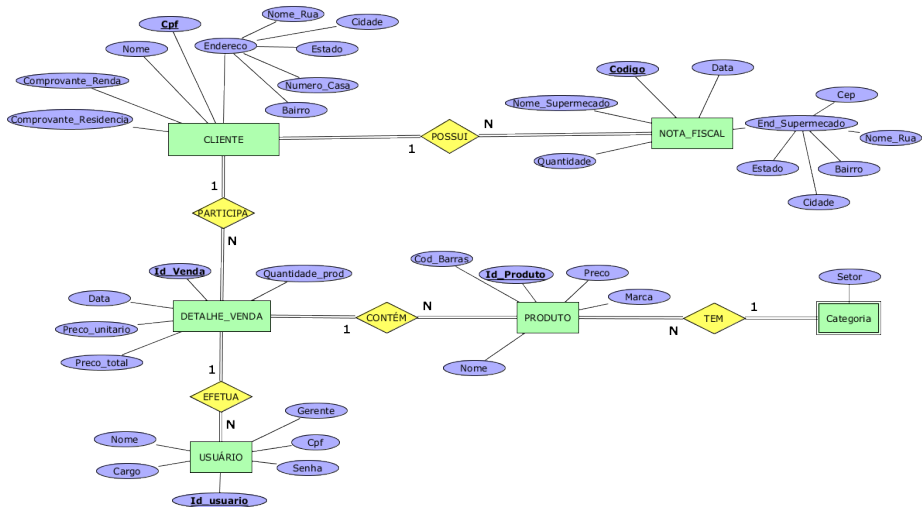 Nome_Rua
Cpf
Cidade
Nome
Endereco
Estado
Comprovante_Renda
Numero_Casa
Bairro
Comprovante_Residencia
CLIENTE
POSSUI
1
N
Codigo
Data
Nome_Supermecado
Cep
End_Supermecado
NOTA_FISCAL
Nome_Rua
Quantidade
Estado
Bairro
Cidade
1
PARTICIPA
N
Id_Venda
Quantidade_prod
Data
Preco_unitario
DETALHE_VENDA
Preco_total
1
CONTÉM
N
Cod_Barras
Id_Produto
Preco
Marca
PRODUTO
Nome
N
TEM
1
Setor
Categoria
1
EFETUA
N
Gerente
Nome
Cpf
USUÁRIO
Cargo
Senha
Id_usuario